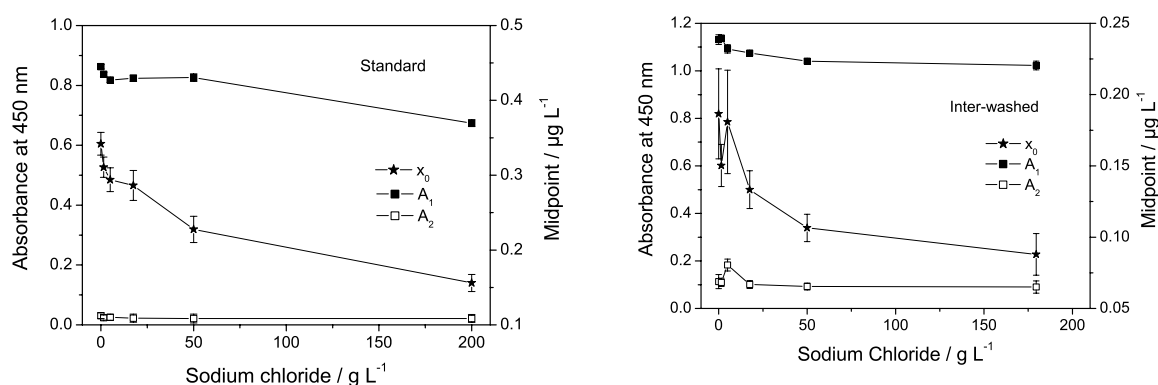 1.0
0.8
0.6
0.4
0.2
0.0
Absorbance at 450 nm
0.5
0.4
0.3
0.2
0.1
Midpoint / µg L⁻¹
Standard
x₀
A₁
A₂
0
50
100
150
200
Sodium chloride / g L⁻¹
1.2
1.0
0.8
0.6
0.4
0.2
0.0
Absorbance at 450 nm
0.25
0.20
0.15
0.10
0.05
Midpoint / µg L⁻¹
Inter-washed
x₀
A₁
A₂
0
50
100
150
200
Sodium Chloride / g L⁻¹